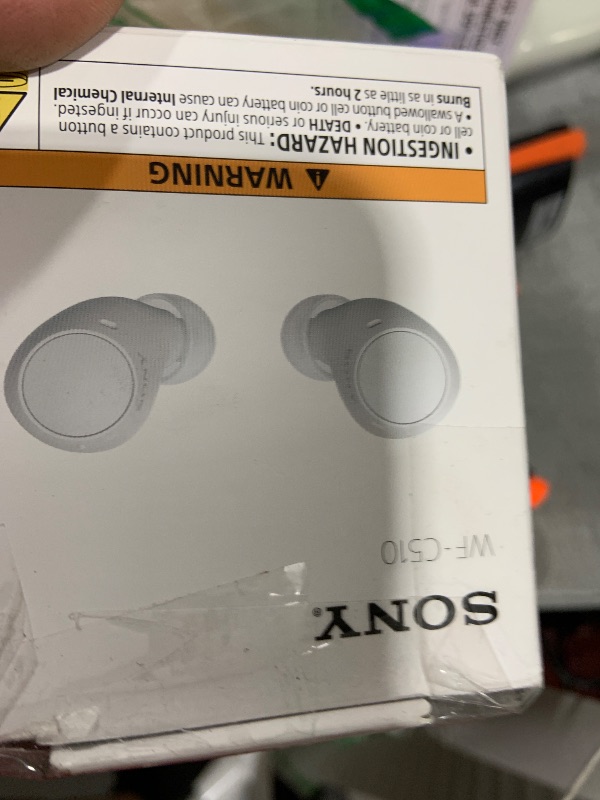 SONY®
WF-C510
⚠ WARNING
• INGESTION HAZARD: This product contains a button
cell or coin battery. • DEATH or serious injury can occur if ingested.
• A swallowed button cell or coin battery can cause Internal Chemical
Burns in as little as 2 hours.
SONY
SONY